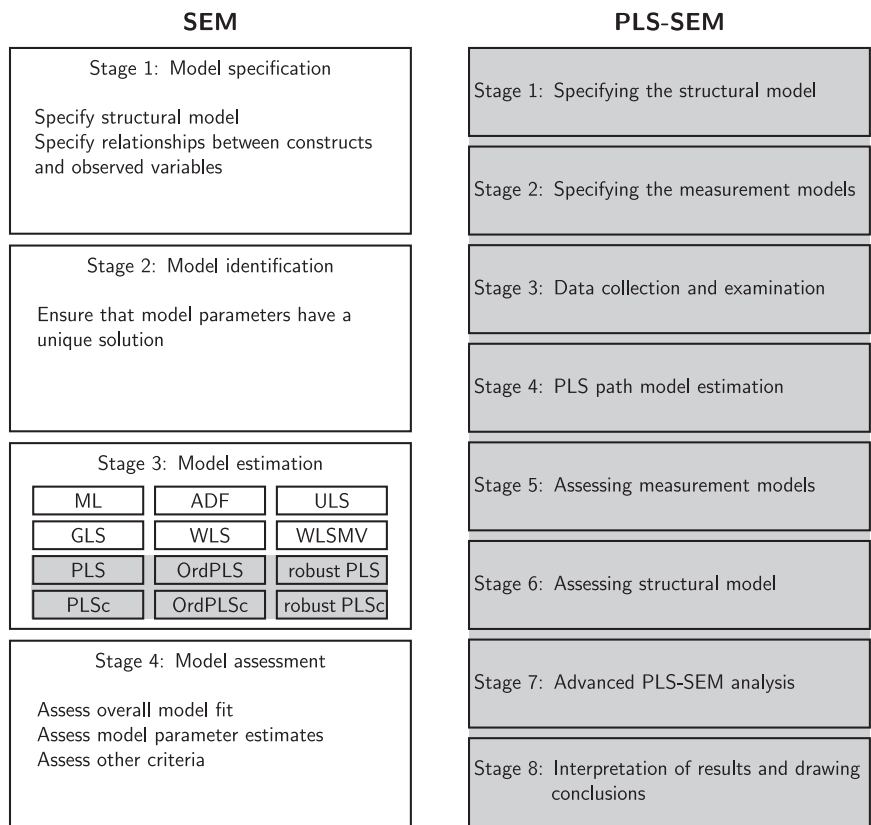 SEM
Stage 1: Model specification
Specify structural model
Specify relationships between constructs
and observed variables
Stage 2: Model identification
Ensure that model parameters have a
unique solution
Stage 3: Model estimation
ML ADF ULS
GLS WLS WLSMV
PLS OrdPLS robust PLS
PLSc OrdPLSc robust PLSc
Stage 4: Model assessment
Assess overall model fit
Assess model parameter estimates
Assess other criteria
PLS-SEM
Stage 1: Specifying the structural model
Stage 2: Specifying the measurement models
Stage 3: Data collection and examination
Stage 4: PLS path model estimation
Stage 5: Assessing measurement models
Stage 6: Assessing structural model
Stage 7: Advanced PLS-SEM analysis
Stage 8: Interpretation of results and drawing
conclusions